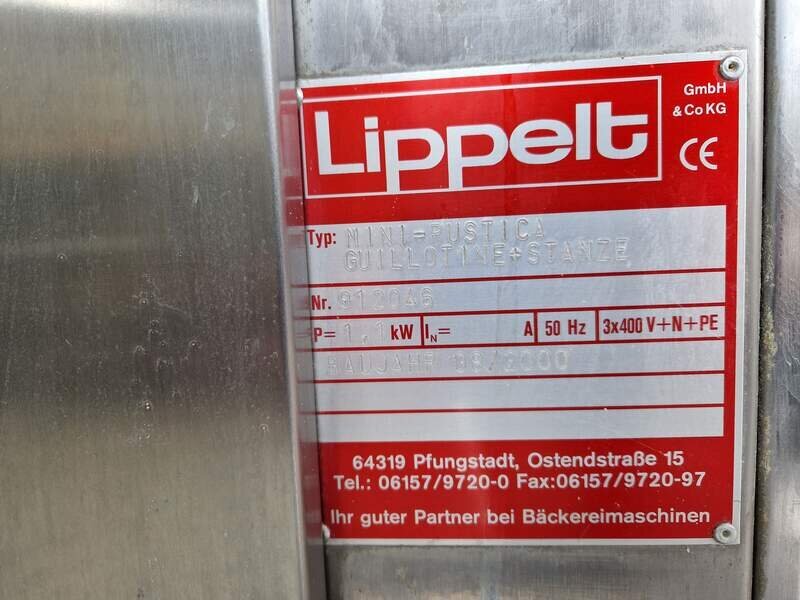 Lippelt
GmbH
& Co KG
CE
Typ: MINI-RUSTICA
GUILLOTINE+STANZE
Nr. 912046
P= 1,1 kW I_N= A 50 Hz 3x400 V+N+PE
BAUJAHR /2000
64319 Pfungstadt, Ostendstraße 15
Tel.: 06157/9720-0 Fax:06157/9720-97
Ihr guter Partner bei Bäckereimaschinen